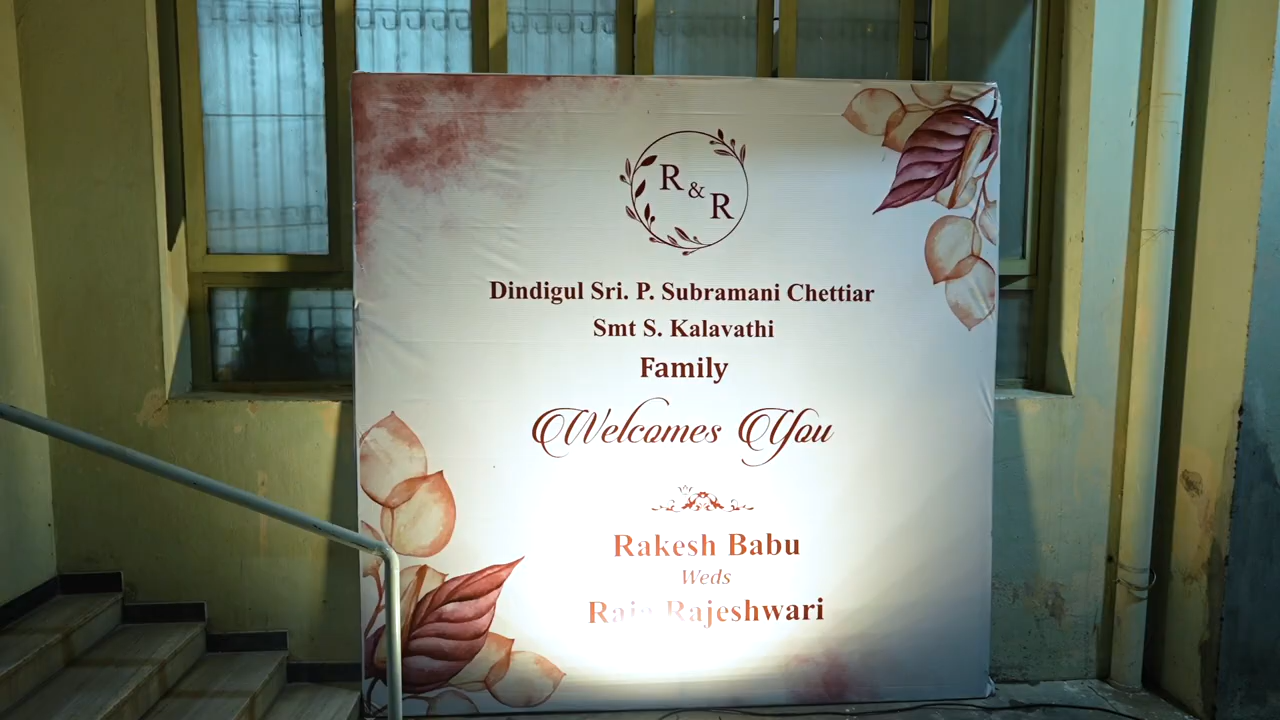 R & R
Dindigul Sri. P. Subramani Chettiar
Smt S. Kalavathi
Family
Welcomes You
Rakesh Babu
Weds
Rajeshwari